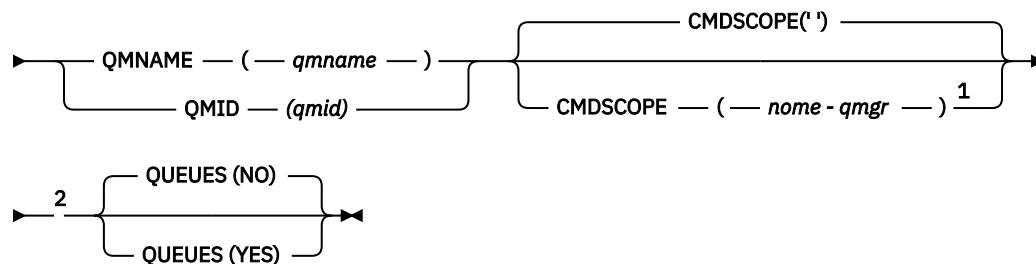 CMDSCOPE(' ')
QMNAME ( qmname )
QMID (qmid)
CMDSCOPE ( nome - qmgr ) 1
2 QUEUES (NO)
QUEUES (YES)